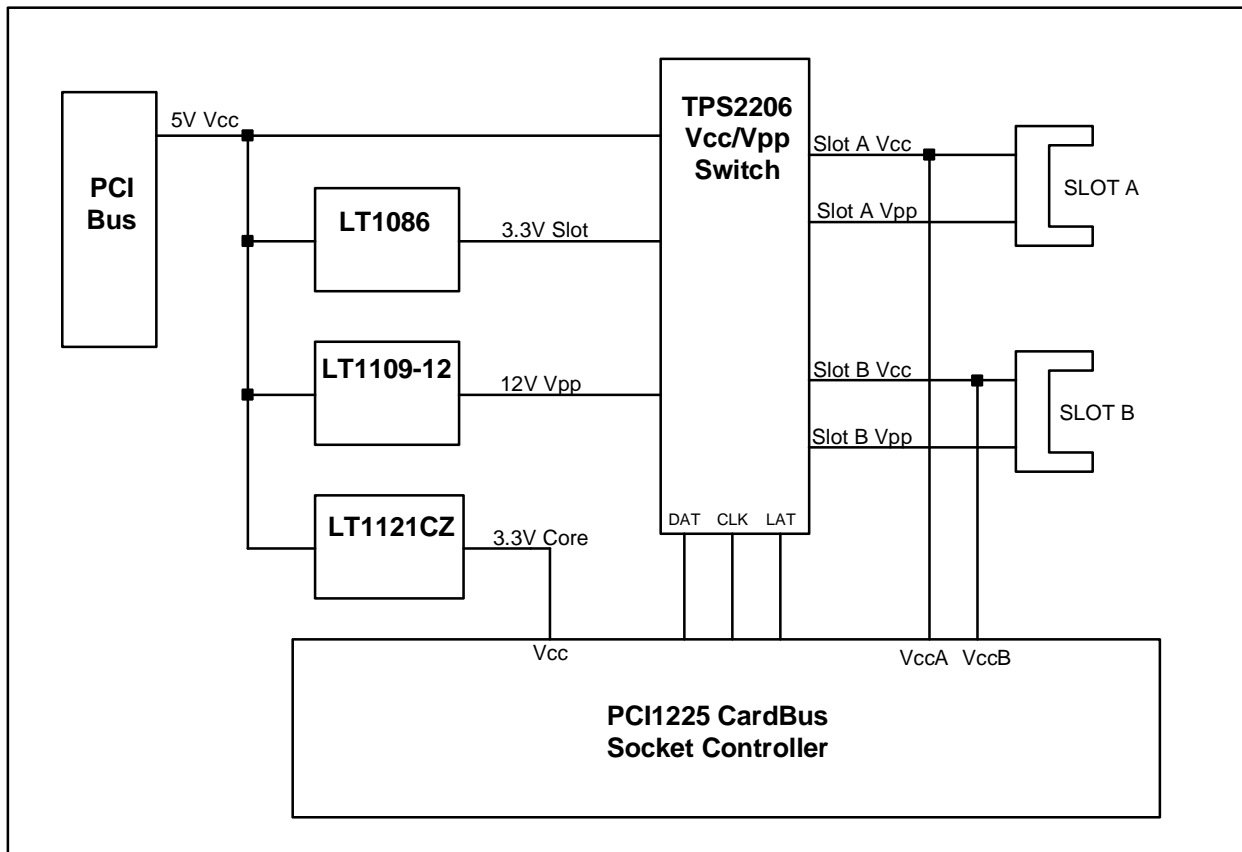 5V Vcc
PCI
Bus
LT1086
3.3V Slot
LT1109-12
12V Vpp
LT1121CZ
3.3V Core
TPS2206
Vcc/Vpp
Switch
DAT CLK LAT
Slot A Vcc
Slot A Vpp
SLOT A
Slot B Vcc
Slot B Vpp
SLOT B
Vcc
VccA VccB
PCI1225 CardBus
Socket Controller